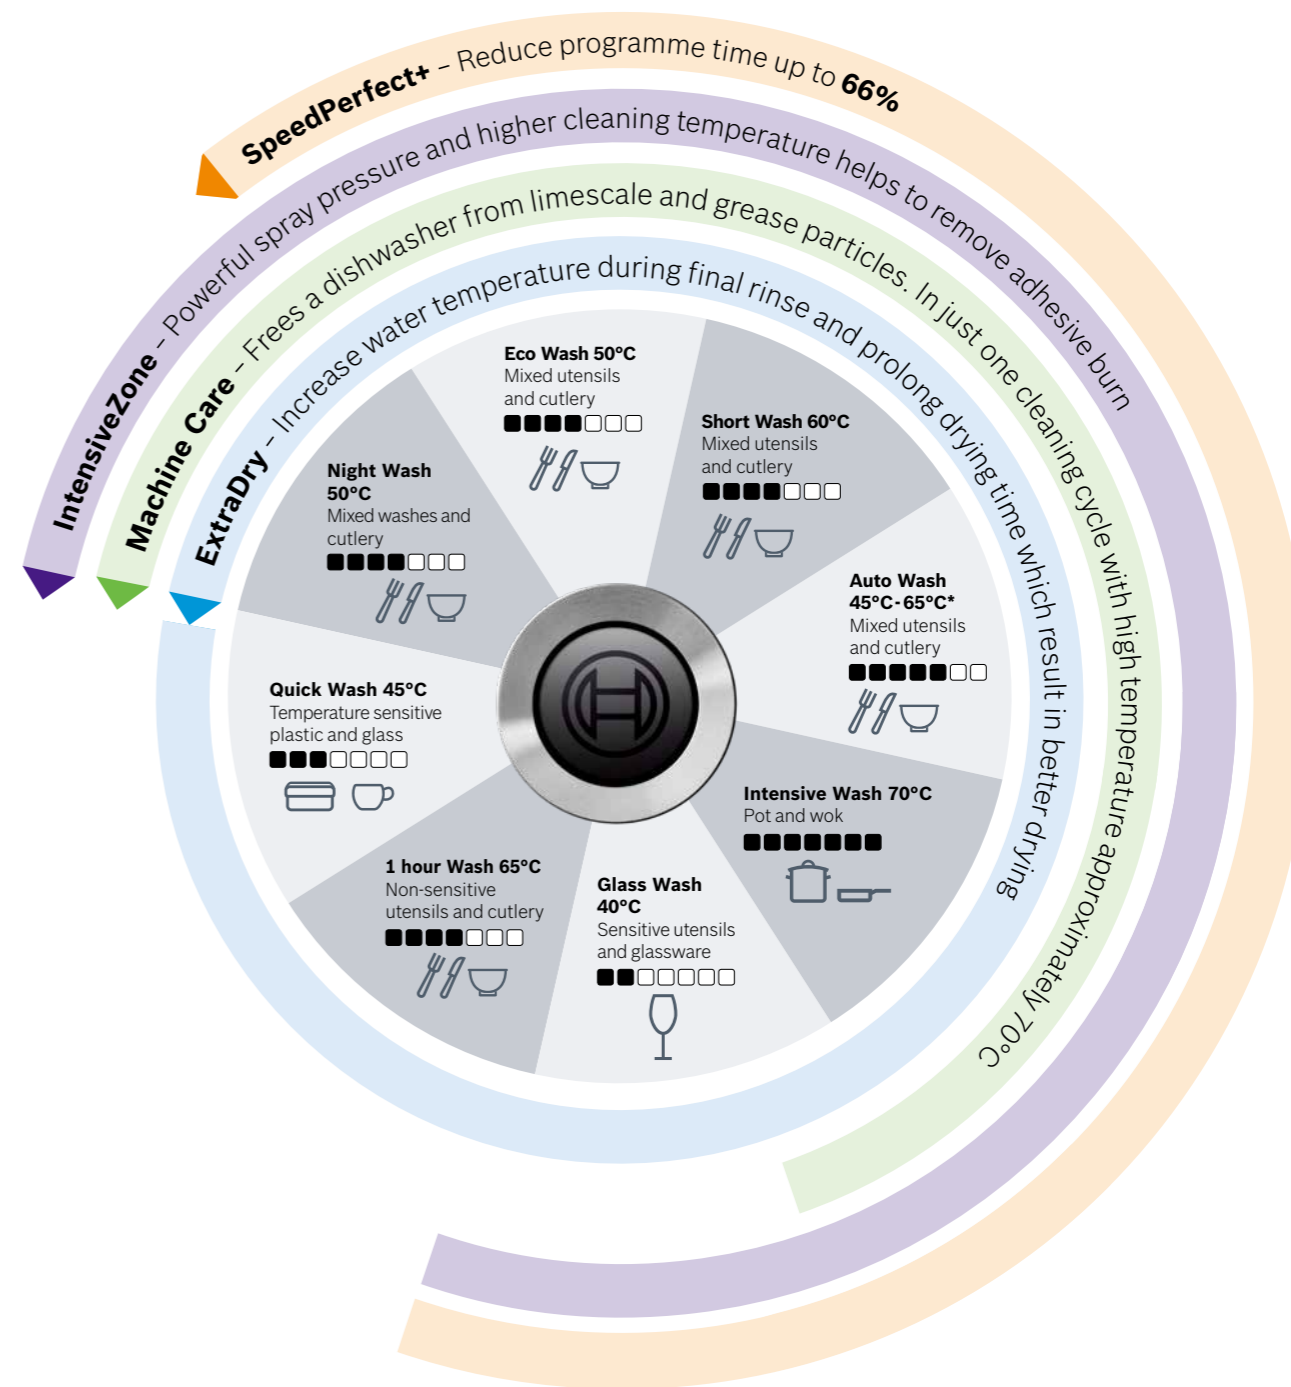 SpeedPerfect+ – Reduce programme time up to 66%
IntensiveZone – Powerful spray pressure and higher cleaning temperature helps to remove adhesive burn
Machine Care – Frees a dishwasher from limescale and grease particles. In just one cleaning cycle with high temperature approximately 70°C
ExtraDry – Increase water temperature during final rinse and prolong drying time which result in better drying
Eco Wash 50°C
Mixed utensils
and cutlery
Short Wash 60°C
Mixed utensils
and cutlery
Auto Wash
45°C-65°C*
Mixed utensils
and cutlery
Intensive Wash 70°C
Pot and wok
Glass Wash
40°C
Sensitive utensils
and glassware
1 hour Wash 65°C
Non-sensitive
utensils and cutlery
Quick Wash 45°C
Temperature sensitive
plastic and glass
Night Wash
50°C
Mixed washes and
cutlery